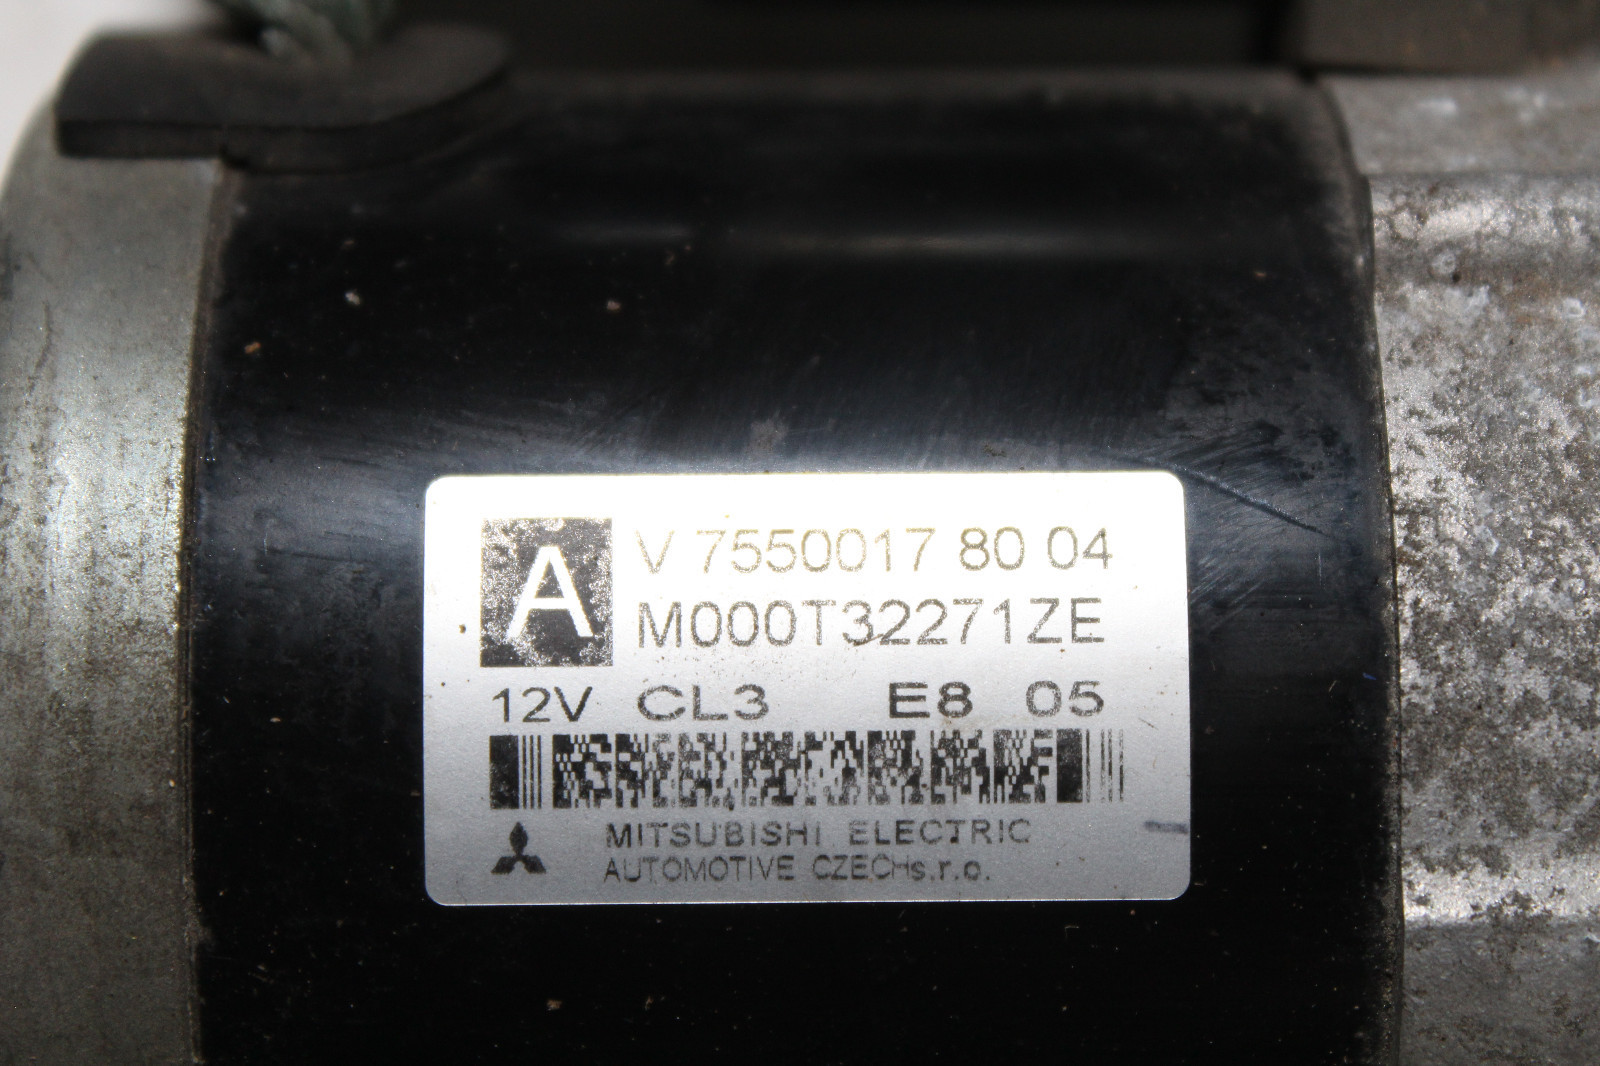 A
V 7550017 80 04
M000T32271ZE
12V CL3 E8 05
MITSUBISHI ELECTRIC
AUTOMOTIVE CZECHs.r.o.